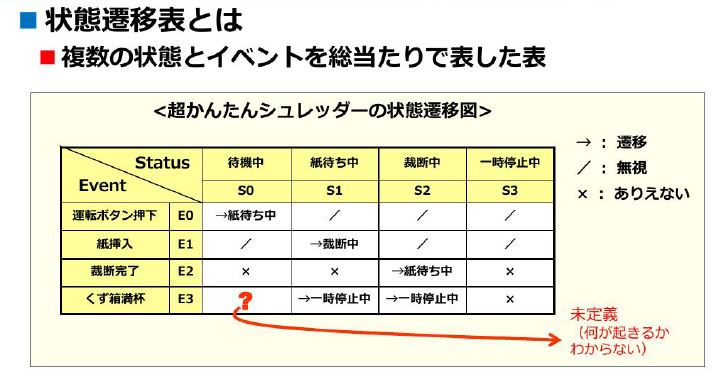 ■ 状態遷移表とは
■ 複数の状態とイベントを総当たりで表した表
<超かんたんシュレッダーの状態遷移図>
→ : 遷移
／ : 無視
× : ありえない
Status 待機中 紙待ち中 裁断中 一時停止中
Event S0 S1 S2 S3
運転ボタン押下 E0 →紙待ち中 ／ ／ ／
紙挿入 E1 ／ →裁断中 ／ ／
裁断完了 E2 × × →紙待ち中 ×
くず箱満杯 E3 ? →一時停止中 →一時停止中 ×
未定義
（何が起きるか
わからない）